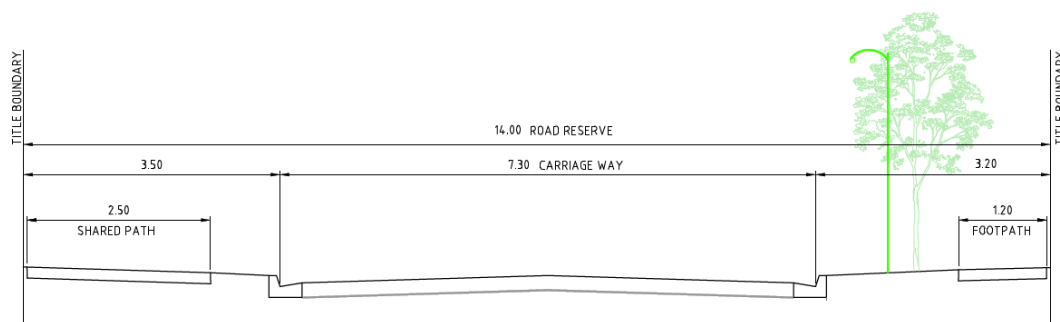 TITLE BOUNDARY
TITLE BOUNDARY
14.00 ROAD RESERVE
3.50
7.30 CARRIAGE WAY
3.20
2.50
SHARED PATH
1.20
FOOTPATH